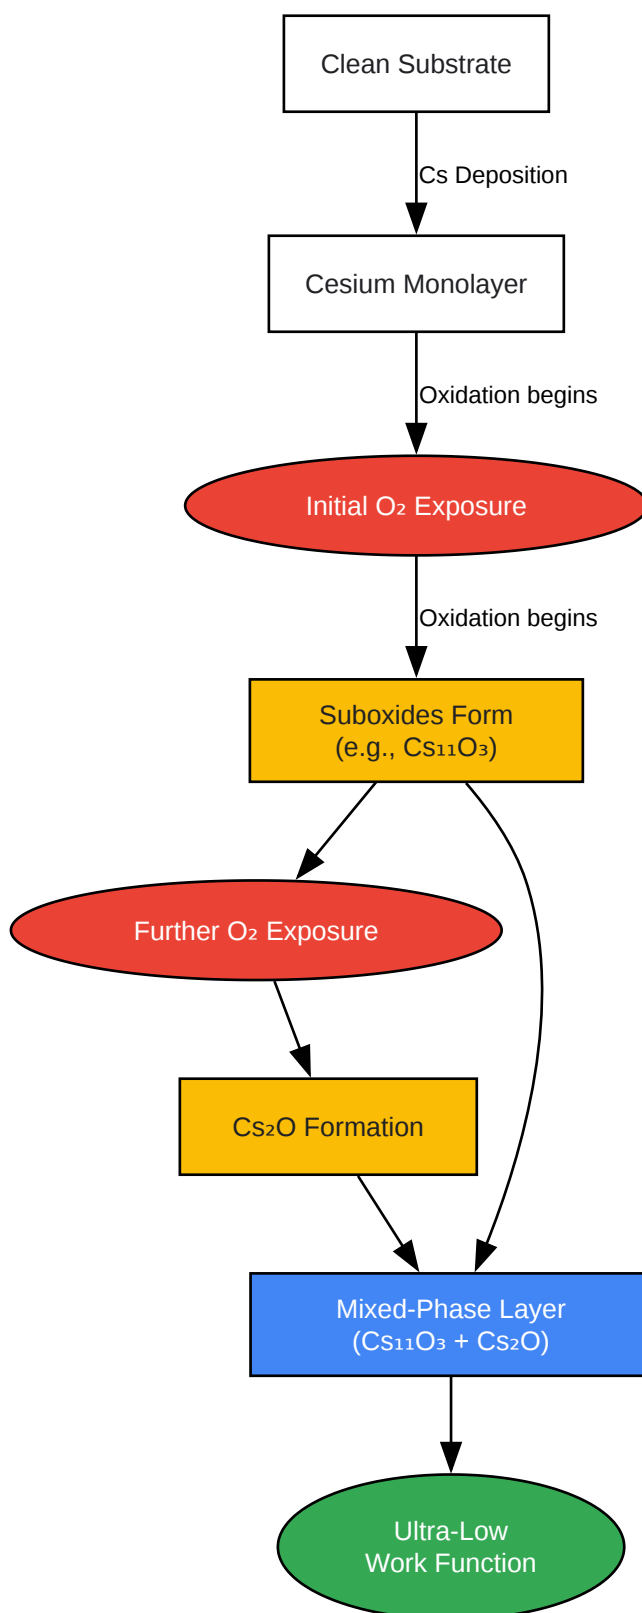 Clean Substrate
Cs Deposition
Cesium Monolayer
Oxidation begins
Initial O₂ Exposure
Oxidation begins
Suboxides Form
(e.g., Cs₁₁O₃)
Further O₂ Exposure
Cs₂O Formation
Mixed-Phase Layer
(Cs₁₁O₃ + Cs₂O)
Ultra-Low
Work Function